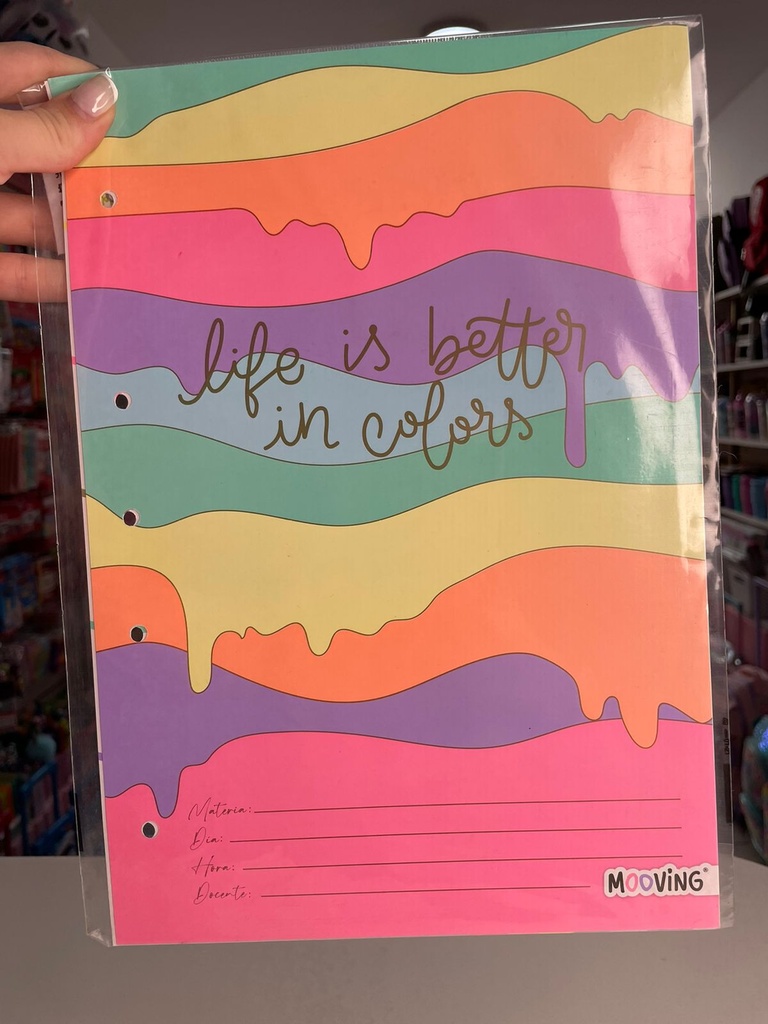 life is better
in colors
Materia:
Día:
Hora:
Docente:
MOOVING®